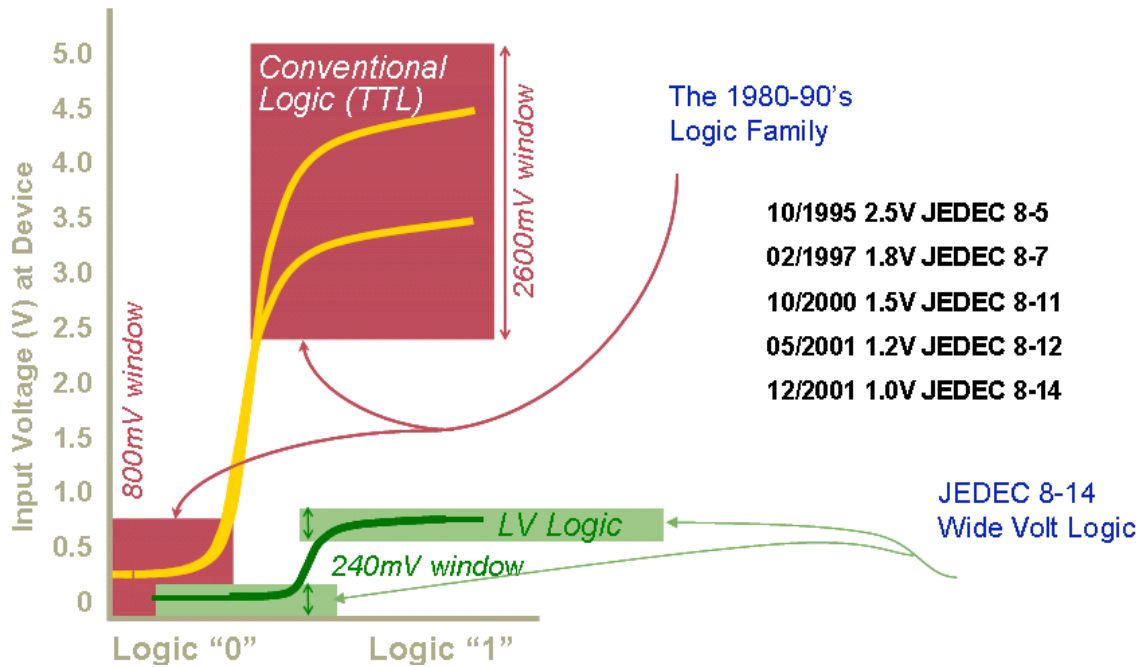 5.0
4.5
4.0
3.5
3.0
2.5
2.0
1.5
1.0
0.5
0
Input Voltage (V) at Device
Logic “0”
Logic “1”
Conventional
Logic (TTL)
2600mV window
800mV window
The 1980-90’s
Logic Family
10/1995 2.5V JEDEC 8-5
02/1997 1.8V JEDEC 8-7
10/2000 1.5V JEDEC 8-11
05/2001 1.2V JEDEC 8-12
12/2001 1.0V JEDEC 8-14
LV Logic
240mV window
JEDEC 8-14
Wide Volt Logic